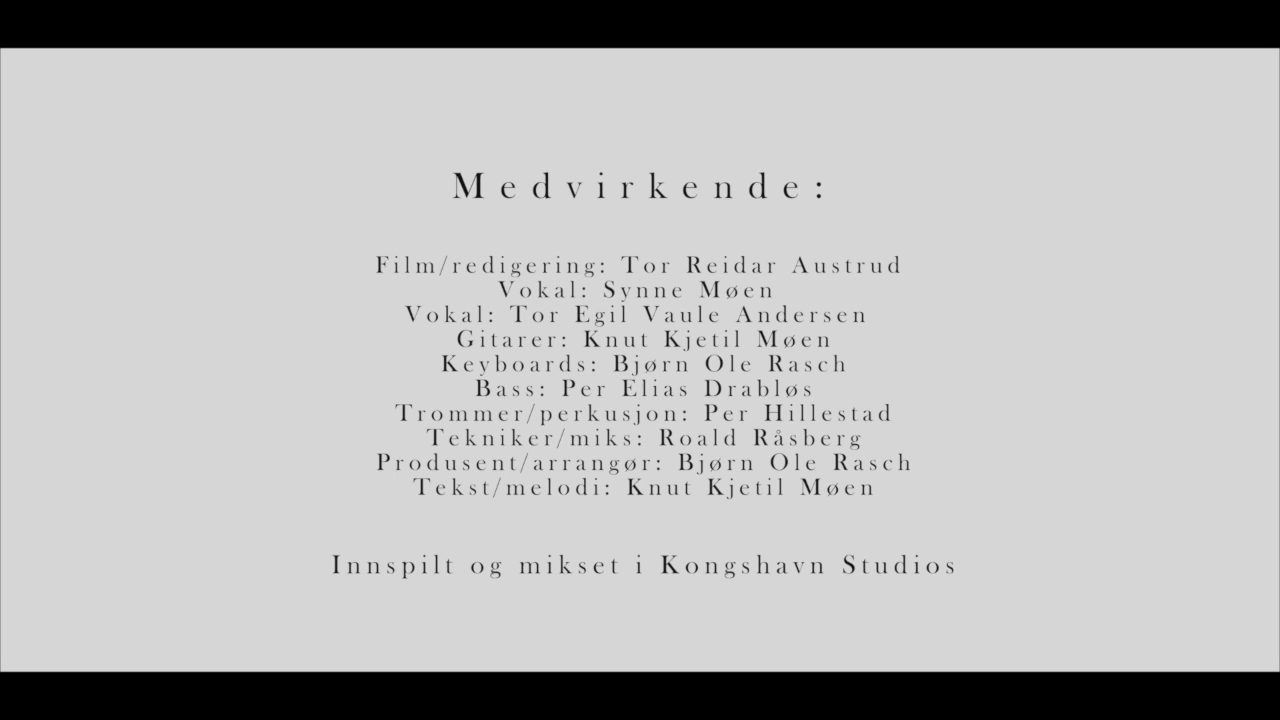 Medvirkende:
Film/redigering: Tor Reidar Austrud
Vokal: Synne Møen
Vokal: Tor Egil Vaule Andersen
Gitarer: Knut Kjetil Møen
Keyboards: Bjørn Ole Rasch
Bass: Per Elias Drabløs
Trommer/perkusjon: Per Hillestad
Tekniker/miks: Roald Råsberg
Produsent/arrangør: Bjørn Ole Rasch
Tekst/melodi: Knut Kjetil Møen
Innspilt og mikset i Kongshavn Studios